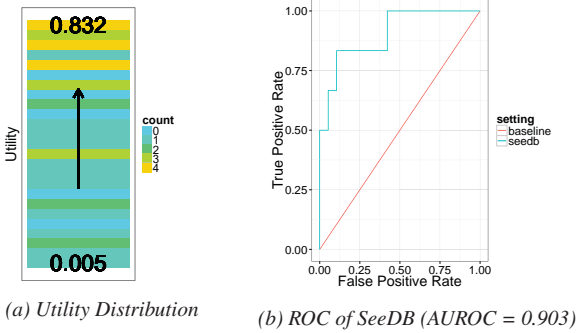 0.832
Utility
0.005
count
0
1
2
3
4
(a) Utility Distribution
1.00
0.75
0.50
0.25
0.00
True Positive Rate
0.00 0.25 0.50 0.75 1.00
False Positive Rate
setting
baseline
seedb
(b) ROC of SeeDB (AUROC = 0.903)